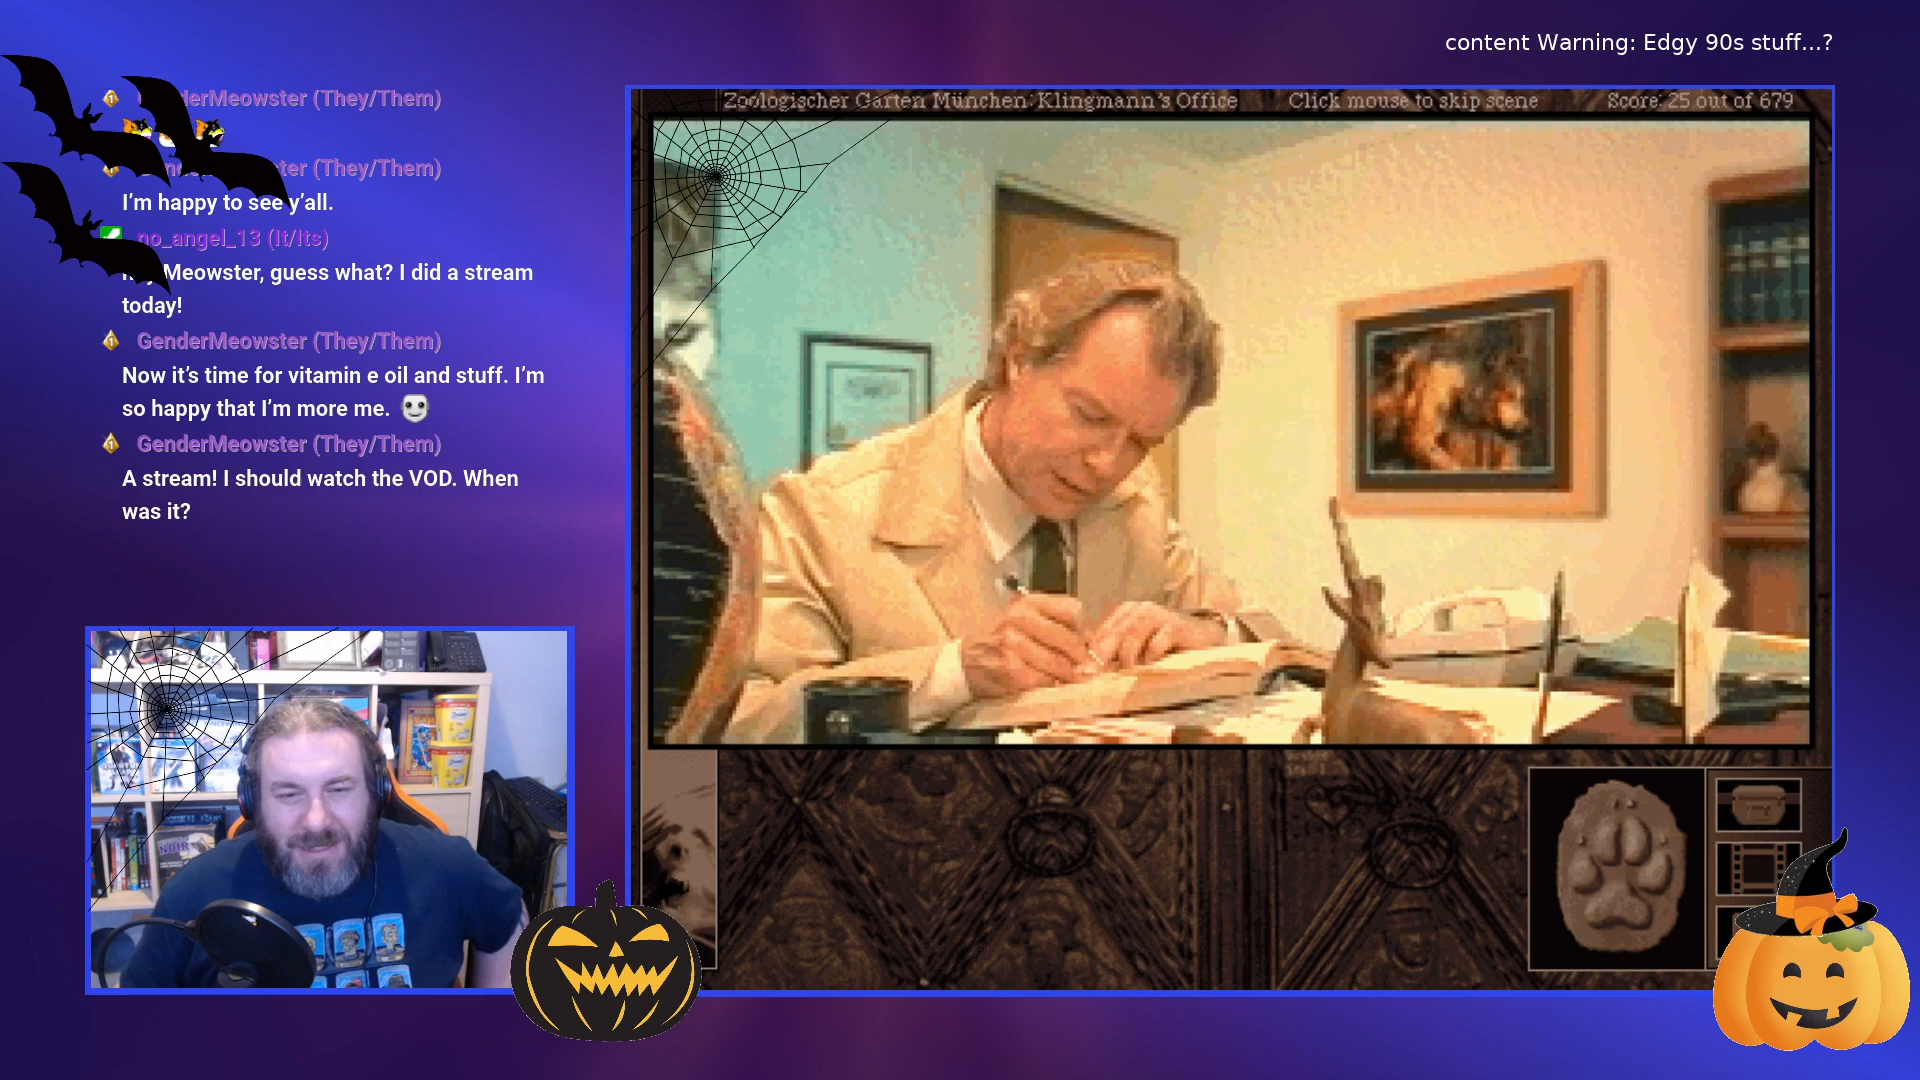 content Warning: Edgy 90s stuff...?
Zoologischer Garten München: Klingmann's Office
Click mouse to skip scene
Score: 25 out of 679
(They/Them)
(They/Them)
I'm happy to see y'all.
no_angel_13 (It/Its)
Meowster, guess what? I did a stream
today!
GenderMeowster (They/Them)
Now it's time for vitamin e oil and stuff. I'm
so happy that I'm more me.
GenderMeowster (They/Them)
A stream! I should watch the VOD. When
was it?
NOIR